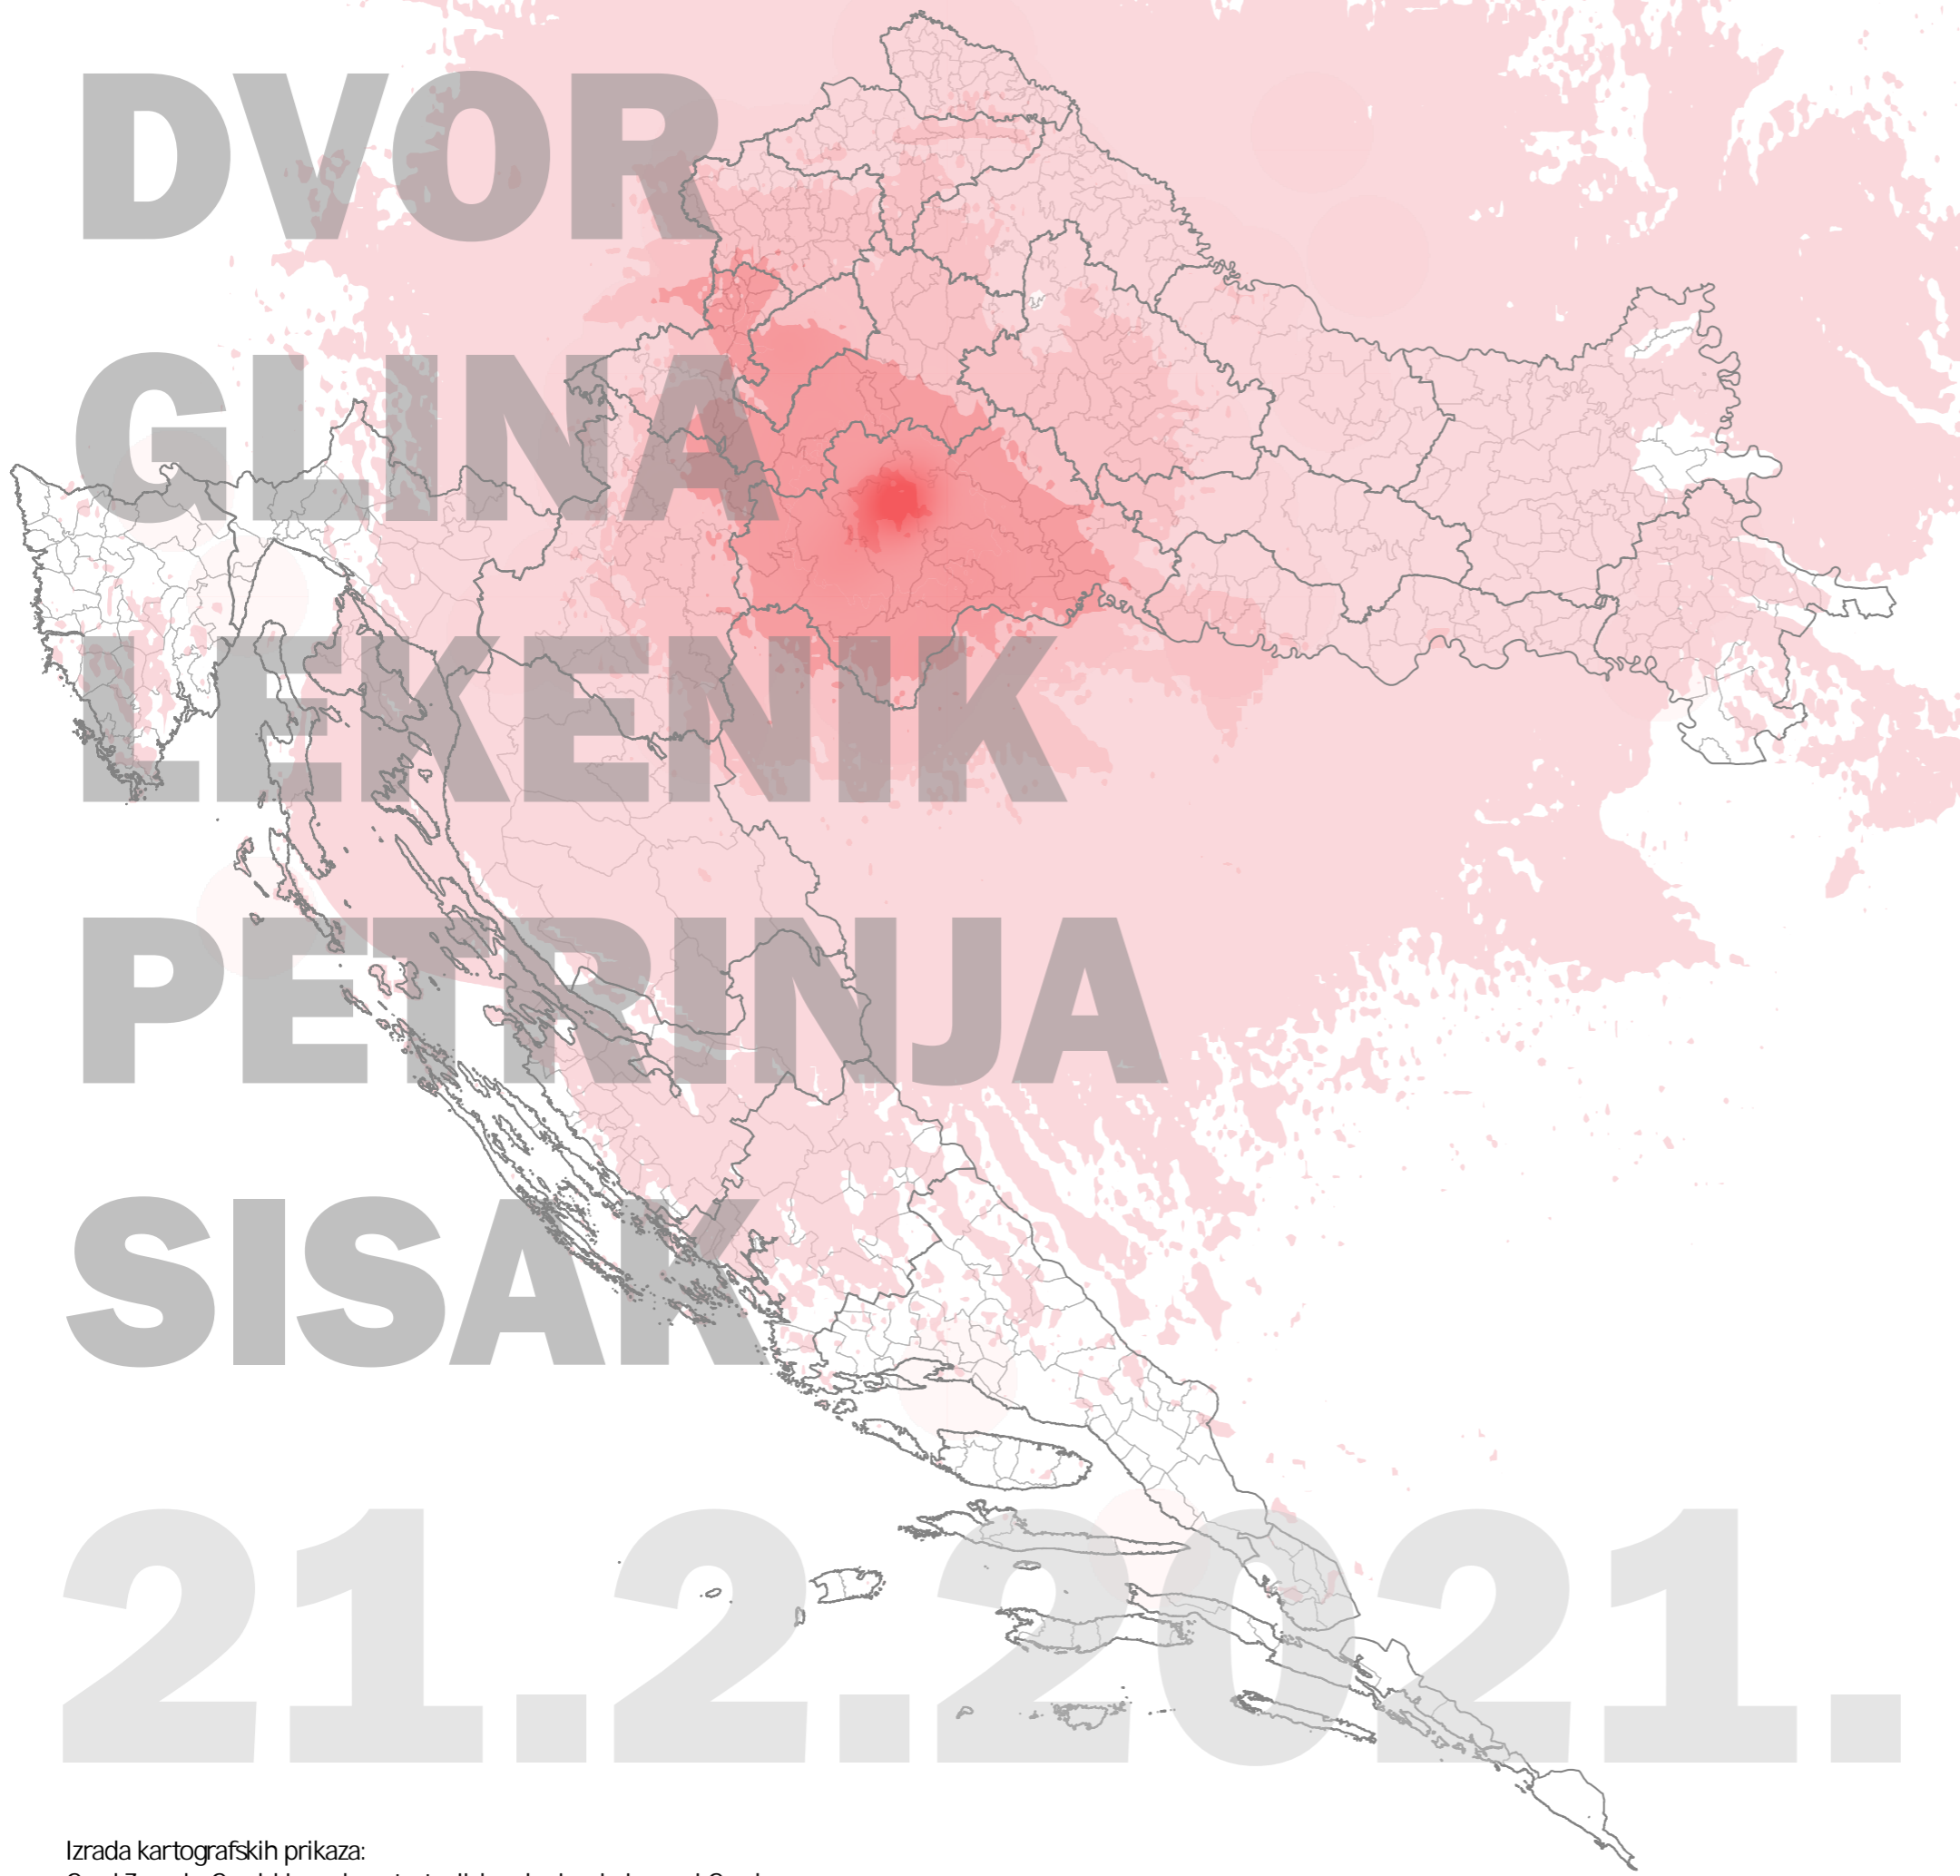 DVOR
GLINA
LEKENIK
PETRINJA
SISAK
21.2.2021.
Izrada kartografskih prikaza: